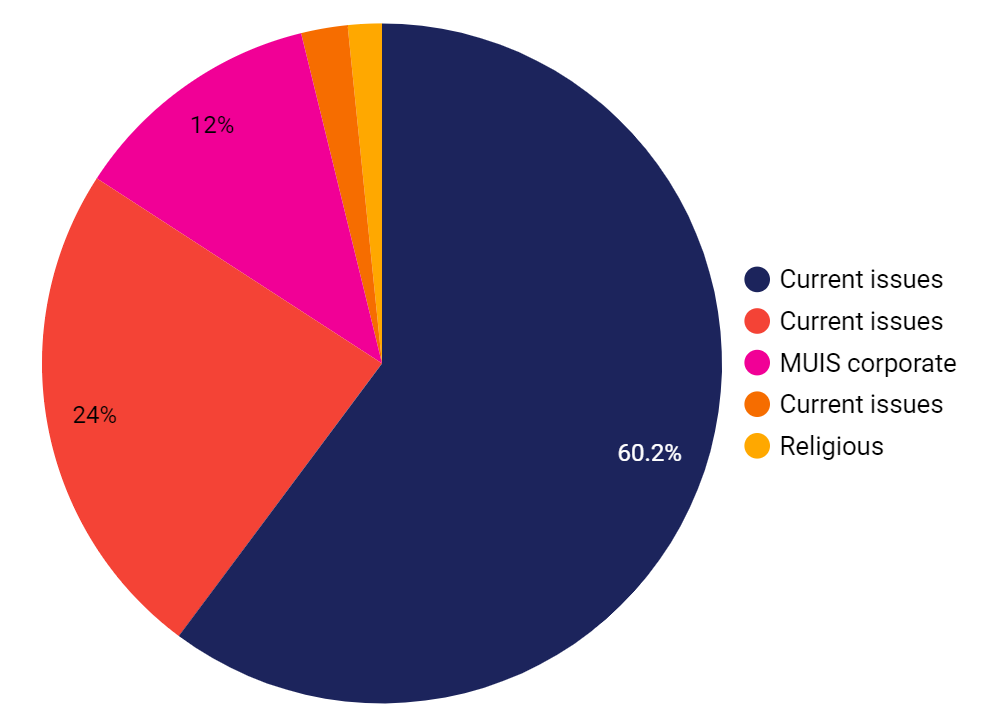 12%
24%
60.2%
Current issues
Current issues
MUIS corporate
Current issues
Religious